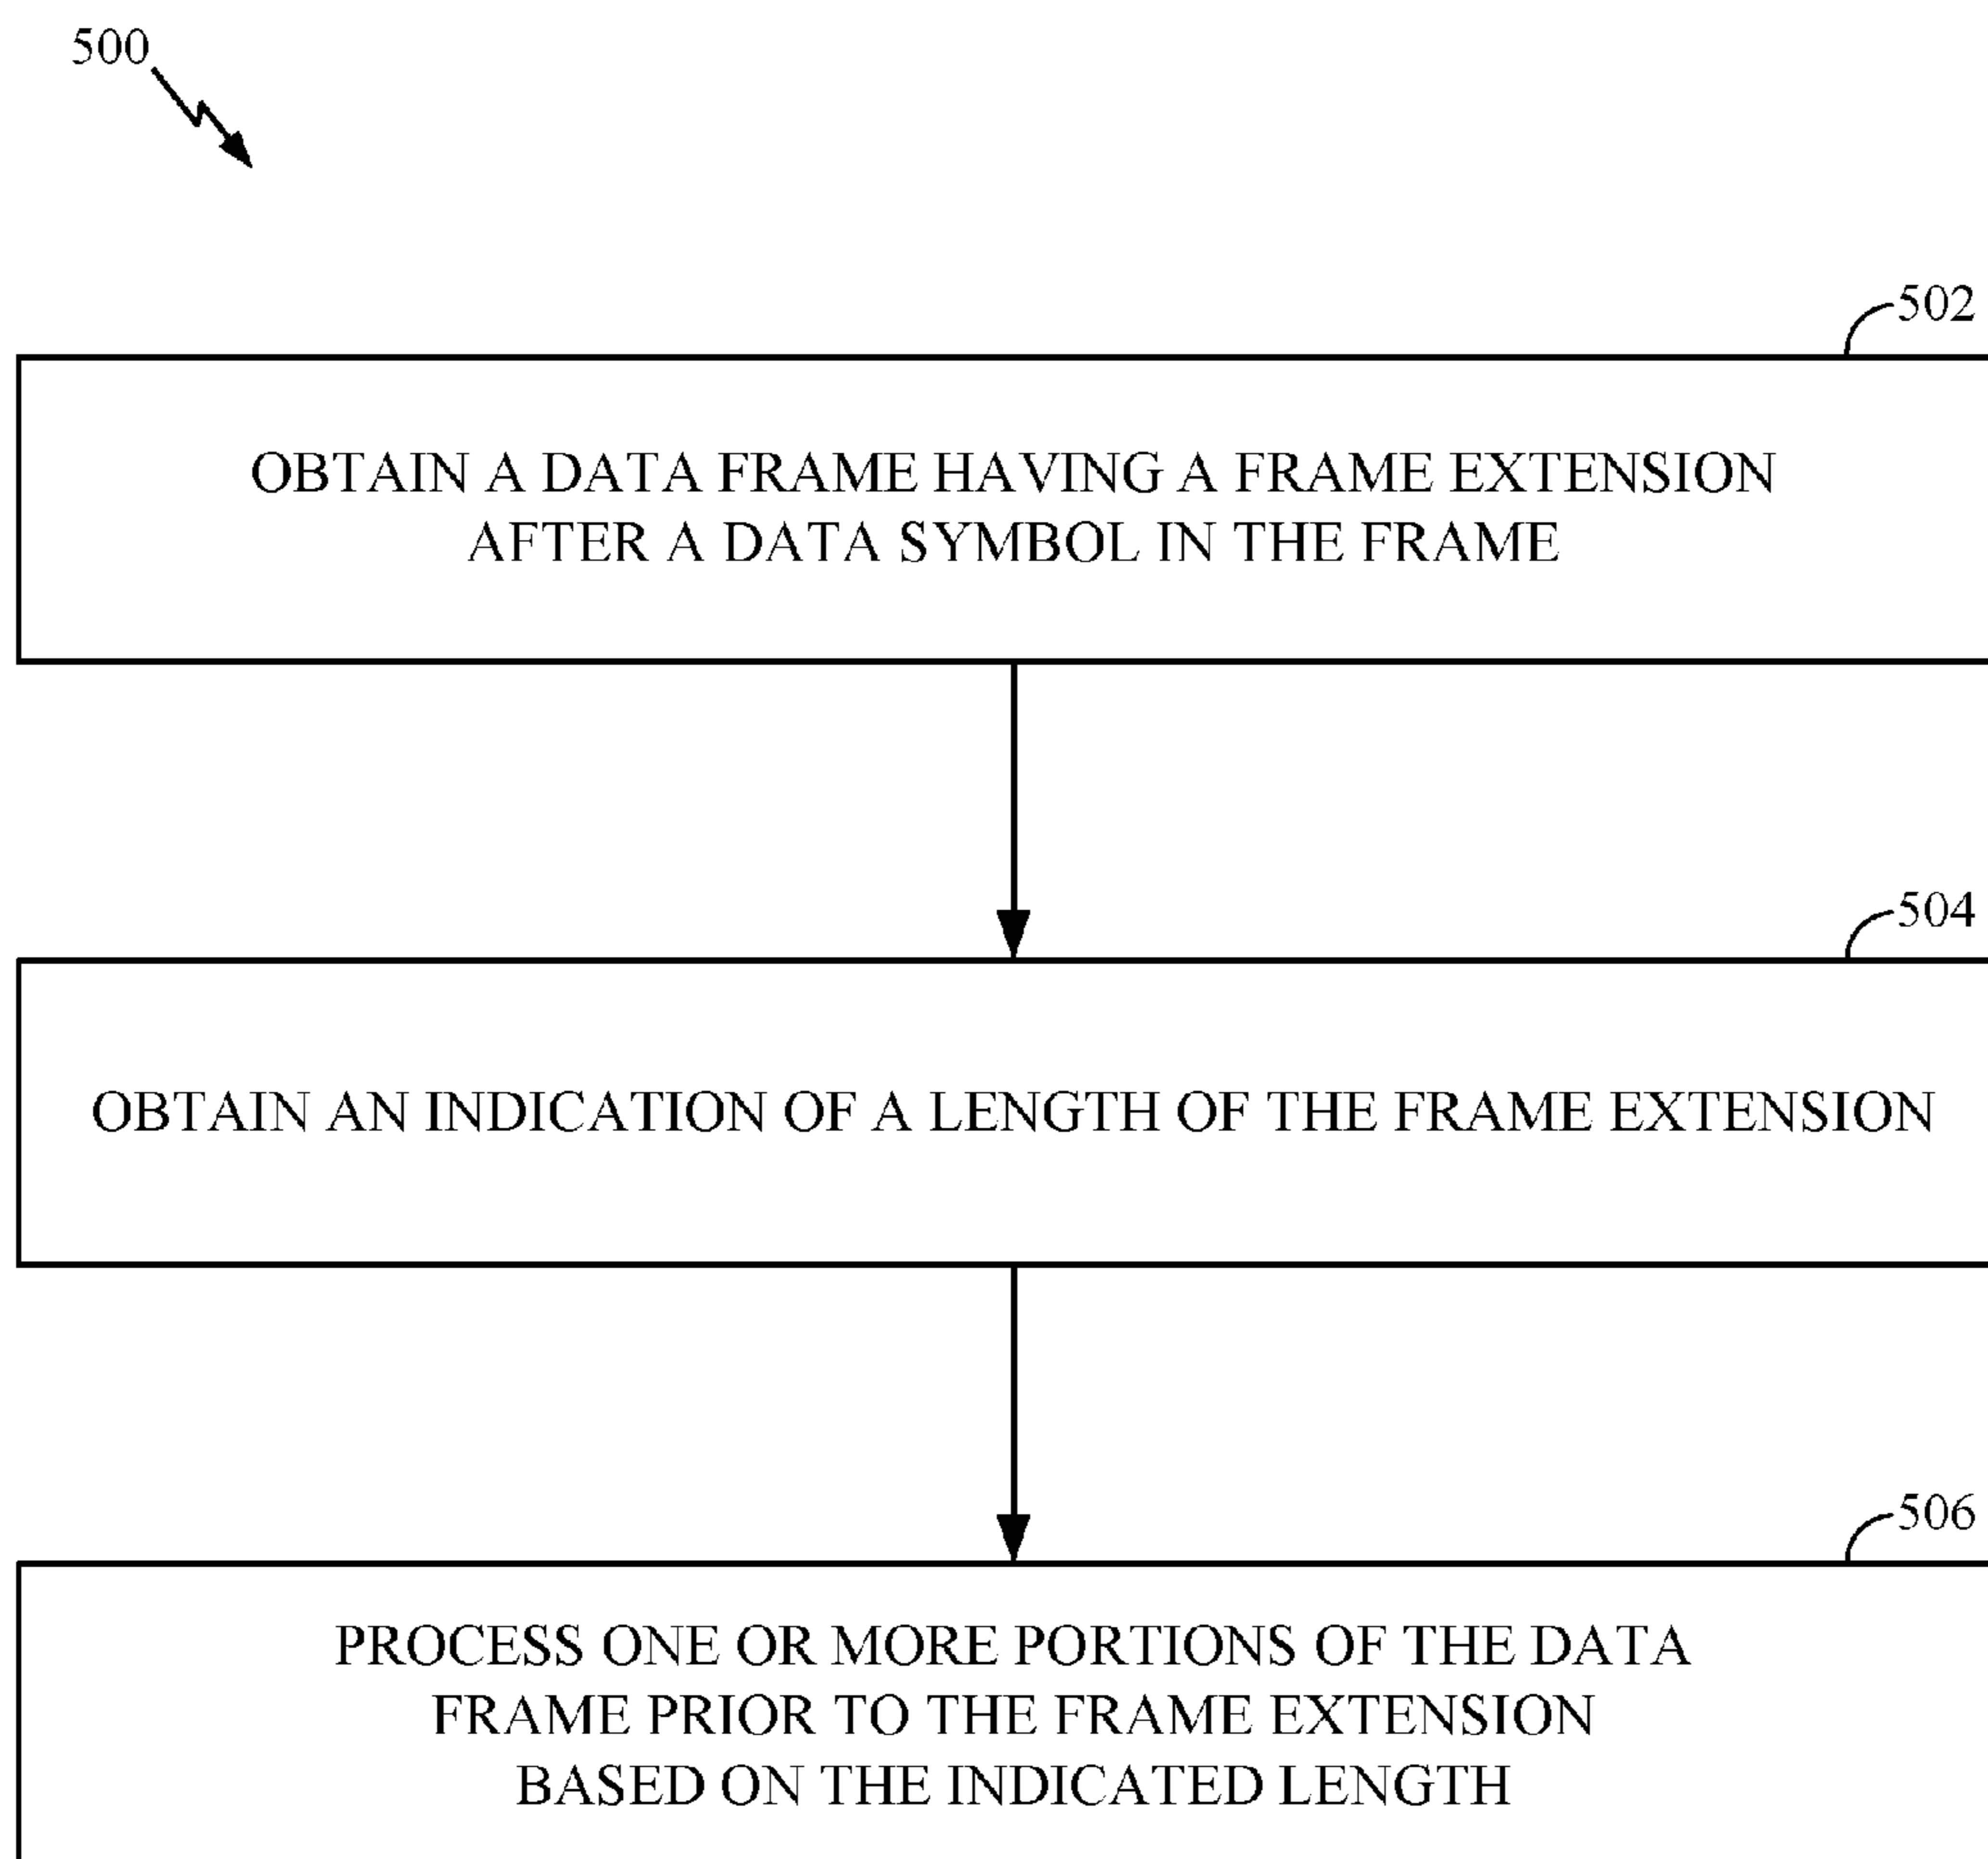 500
502
OBTAIN A DATA FRAME HAVING A FRAME EXTENSION
AFTER A DATA SYMBOL IN THE FRAME
504
OBTAIN AN INDICATION OF A LENGTH OF THE FRAME EXTENSION
506
PROCESS ONE OR MORE PORTIONS OF THE DATA
FRAME PRIOR TO THE FRAME EXTENSION
BASED ON THE INDICATED LENGTH